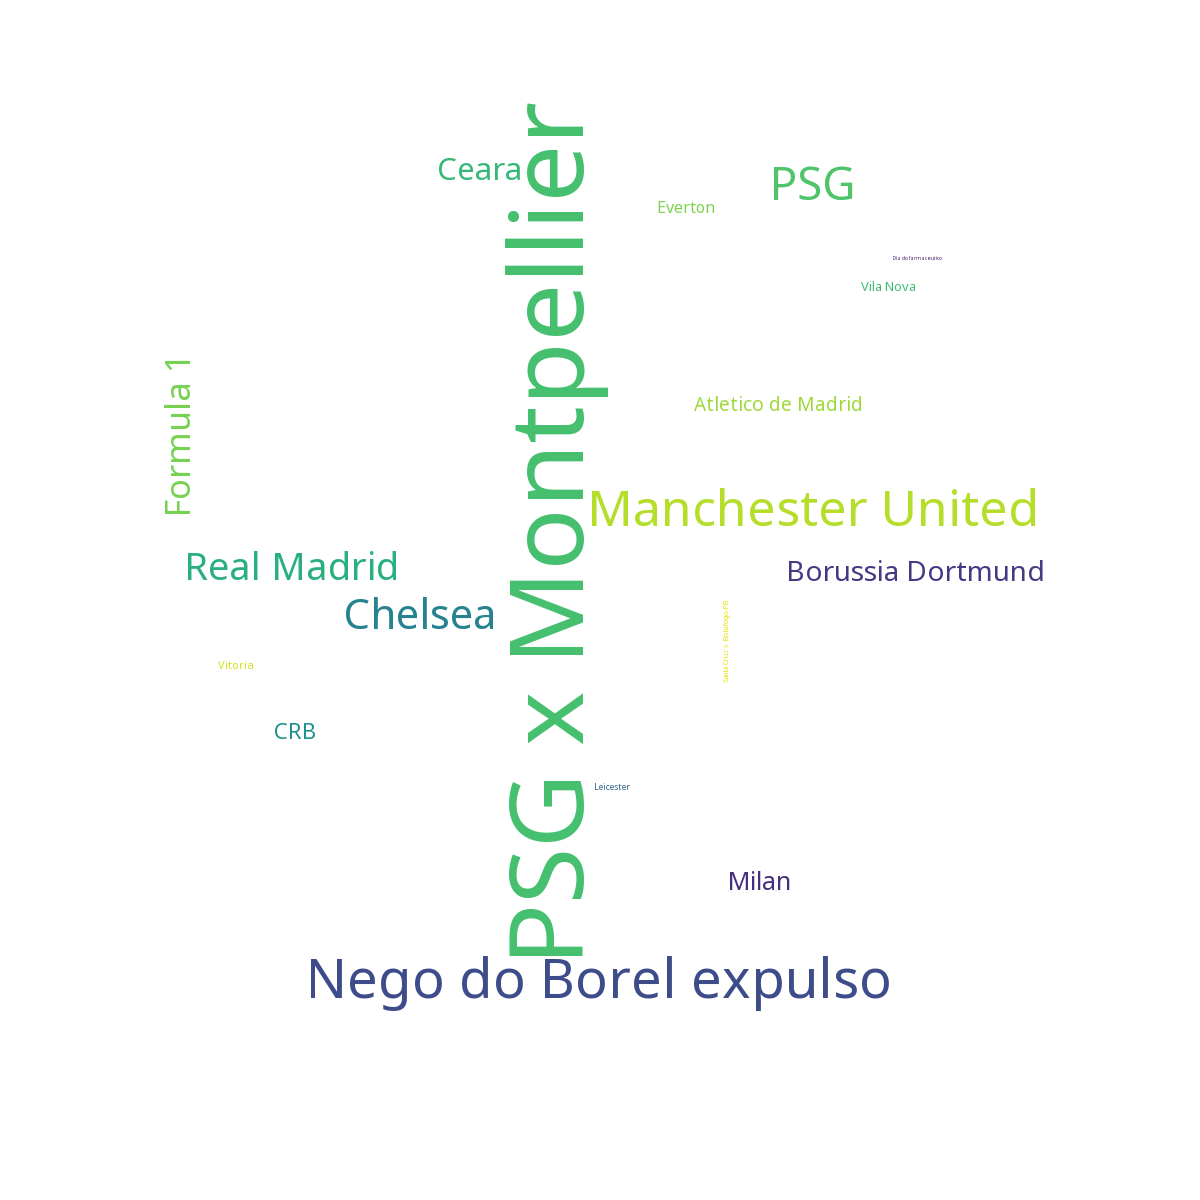 Ceara
PSG
Everton
Dia do farmaceutico
Vila Nova
PSG x Montpellier
Formula 1
Atletico de Madrid
Manchester United
Real Madrid
Borussia Dortmund
Chelsea
Santa Cruz x Botafogo-PB
Vitoria
CRB
Leicester
Milan
Nego do Borel expulso